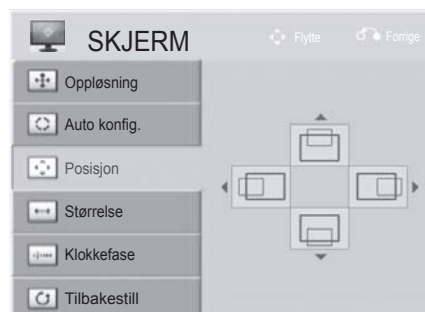 SKJERM
Flytte
Forrige
Oppløsning
Auto konfig.
Posisjon
Størrelse
Klokkefase
Tilbakestill